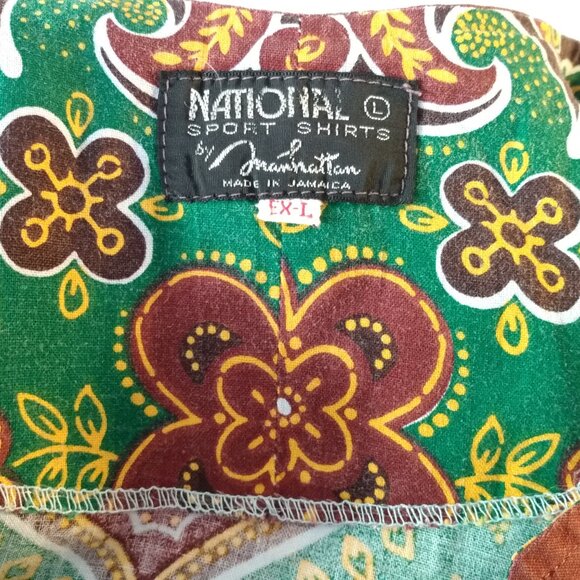 NATIONAL Ⓛ
SPORT SHIRTS
by Manhattan
MADE IN JAMAICA
EX-L